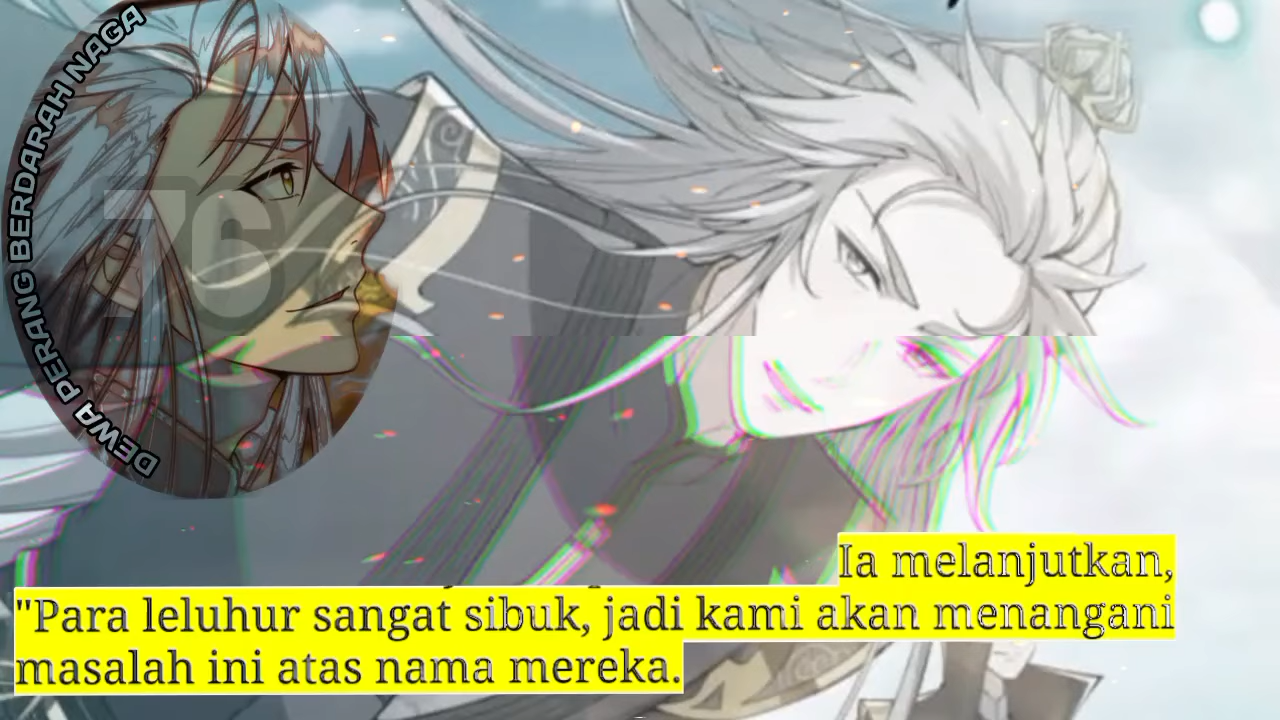 DEWA PERANG BERDARAH NAGA
76
Ia melanjutkan,
"Para leluhur sangat sibuk, jadi kami akan menangani
masalah ini atas nama mereka.